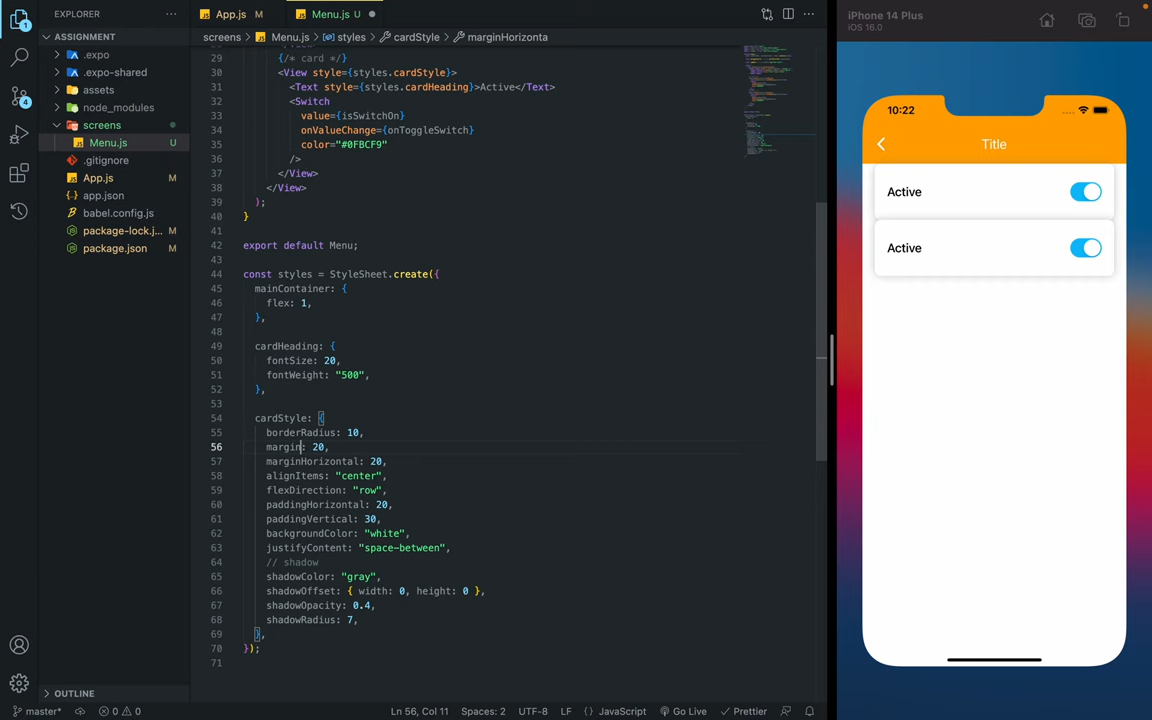 EXPLORER
ASSIGNMENT
.expo
.expo-shared
assets
node_modules
screens
Menu.js U
.gitignore
App.js M
app.json
babel.config.js
package-lock.j... M
package.json M
OUTLINE
1
4
App.js M
Menu.js U
screens > Menu.js > styles > cardStyle > marginHorizonta
29
30 <View style={styles.cardStyle}>
31 <Text style={styles.cardHeading}>Active</Text>
32 <Switch
33 value={isSwitchOn}
34 onValueChange={onToggleSwitch}
35 color="#0FBCF9"
36 />
37 </View>
38 </View>
39 );
40 }
41
42 export default Menu;
43
44 const styles = StyleSheet.create({
45 mainContainer: {
46 flex: 1,
47 },
48
49 cardHeading: {
50 fontSize: 20,
51 fontWeight: "500",
52 },
53
54 cardStyle: {
55 borderRadius: 10,
56 margin: 20,
57 marginHorizontal: 20,
58 alignItems: "center",
59 flexDirection: "row",
60 paddingHorizontal: 20,
61 paddingVertical: 30,
62 backgroundColor: "white",
63 justifyContent: "space-between",
64 // shadow
65 shadowColor: "gray",
66 shadowOffset: { width: 0, height: 0 },
67 shadowOpacity: 0.4,
68 shadowRadius: 7,
69 },
70 });
71
{/* card */}
master* 0 0 Ln 56, Col 11 Spaces: 2 UTF-8 LF {} JavaScript Go Live Prettier
iPhone 14 Plus
iOS 16.0
10:22
Title
Active
Active